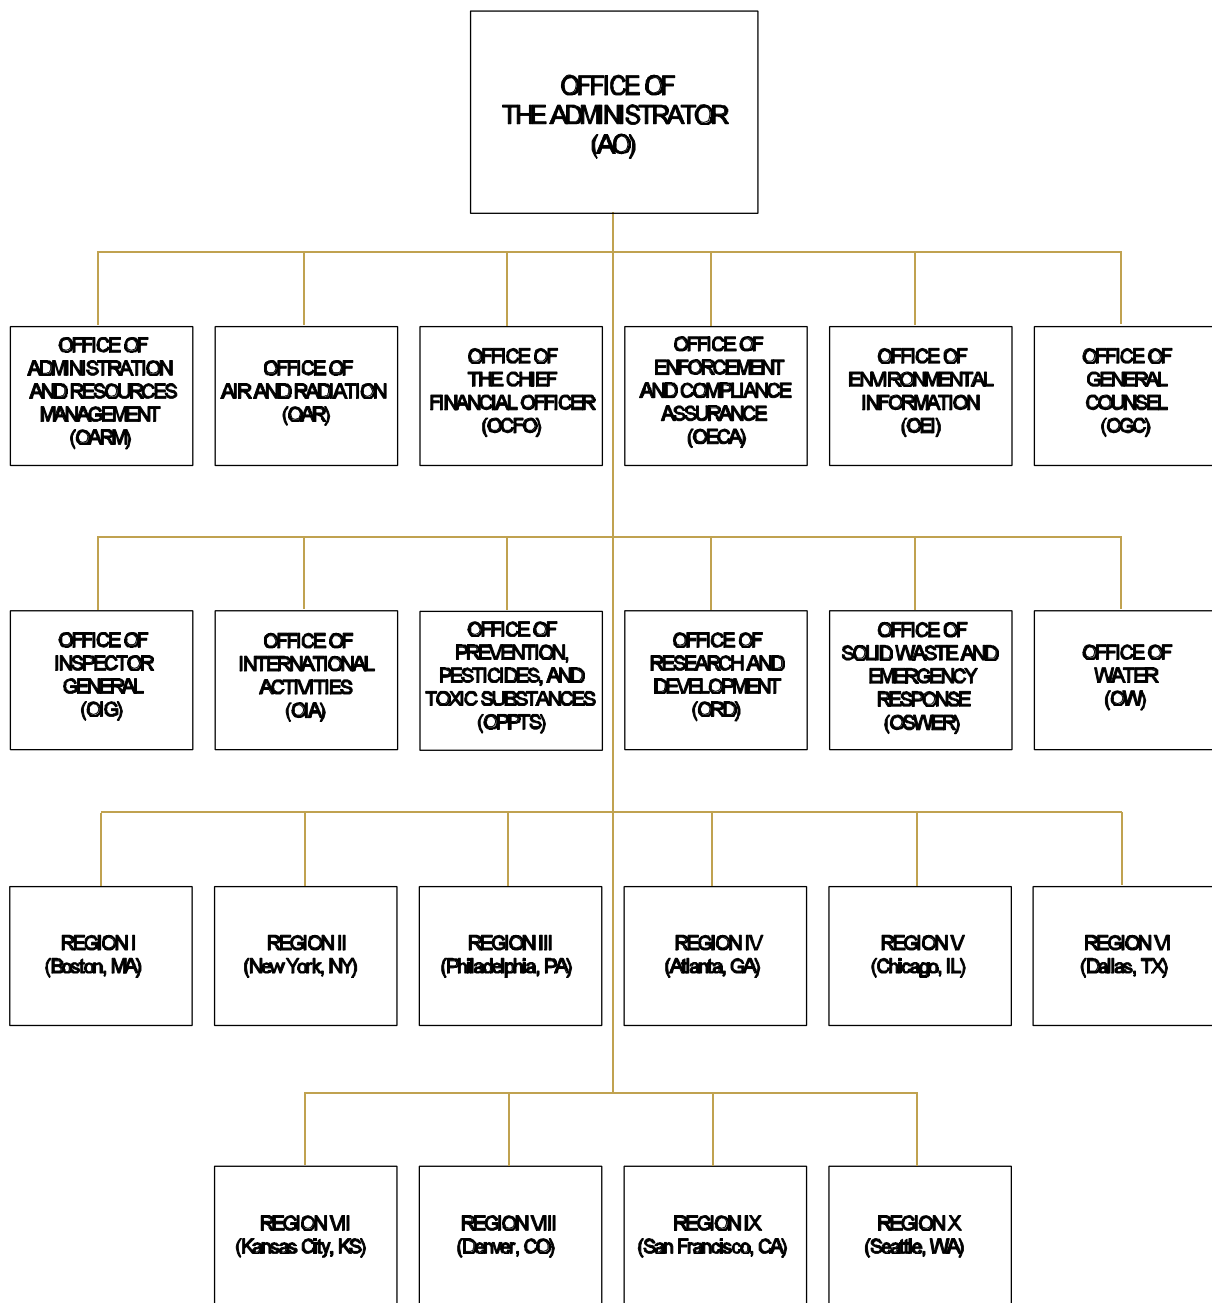 OFFICE OF
THE ADMINISTRATOR
(AO)
OFFICE OF
ADMINISTRATION
AND RESOURCES
MANAGEMENT
(OARM)
OFFICE OF
AIR AND RADIATION
(OAR)
OFFICE OF
THE CHIEF
FINANCIAL OFFICER
(OCFO)
OFFICE OF
ENFORCEMENT
AND COMPLIANCE
ASSURANCE
(OECA)
OFFICE OF
ENVIRONMENTAL
INFORMATION
(OEI)
OFFICE OF
GENERAL
COUNSEL
(OGC)
OFFICE OF
INSPECTOR
GENERAL
(OIG)
OFFICE OF
INTERNATIONAL
ACTIVITIES
(OIA)
OFFICE OF
PREVENTION,
PESTICIDES, AND
TOXIC SUBSTANCES
(OPPTS)
OFFICE OF
RESEARCH AND
DEVELOPMENT
(ORD)
OFFICE OF
SOLID WASTE AND
EMERGENCY
RESPONSE
(OSWER)
OFFICE OF
WATER
(OW)
REGION I
(Boston, MA)
REGION II
(New York, NY)
REGION III
(Philadelphia, PA)
REGION IV
(Atlanta, GA)
REGION V
(Chicago, IL)
REGION VI
(Dallas, TX)
REGION VII
(Kansas City, KS)
REGION VIII
(Denver, CO)
REGION IX
(San Francisco, CA)
REGION X
(Seattle, WA)